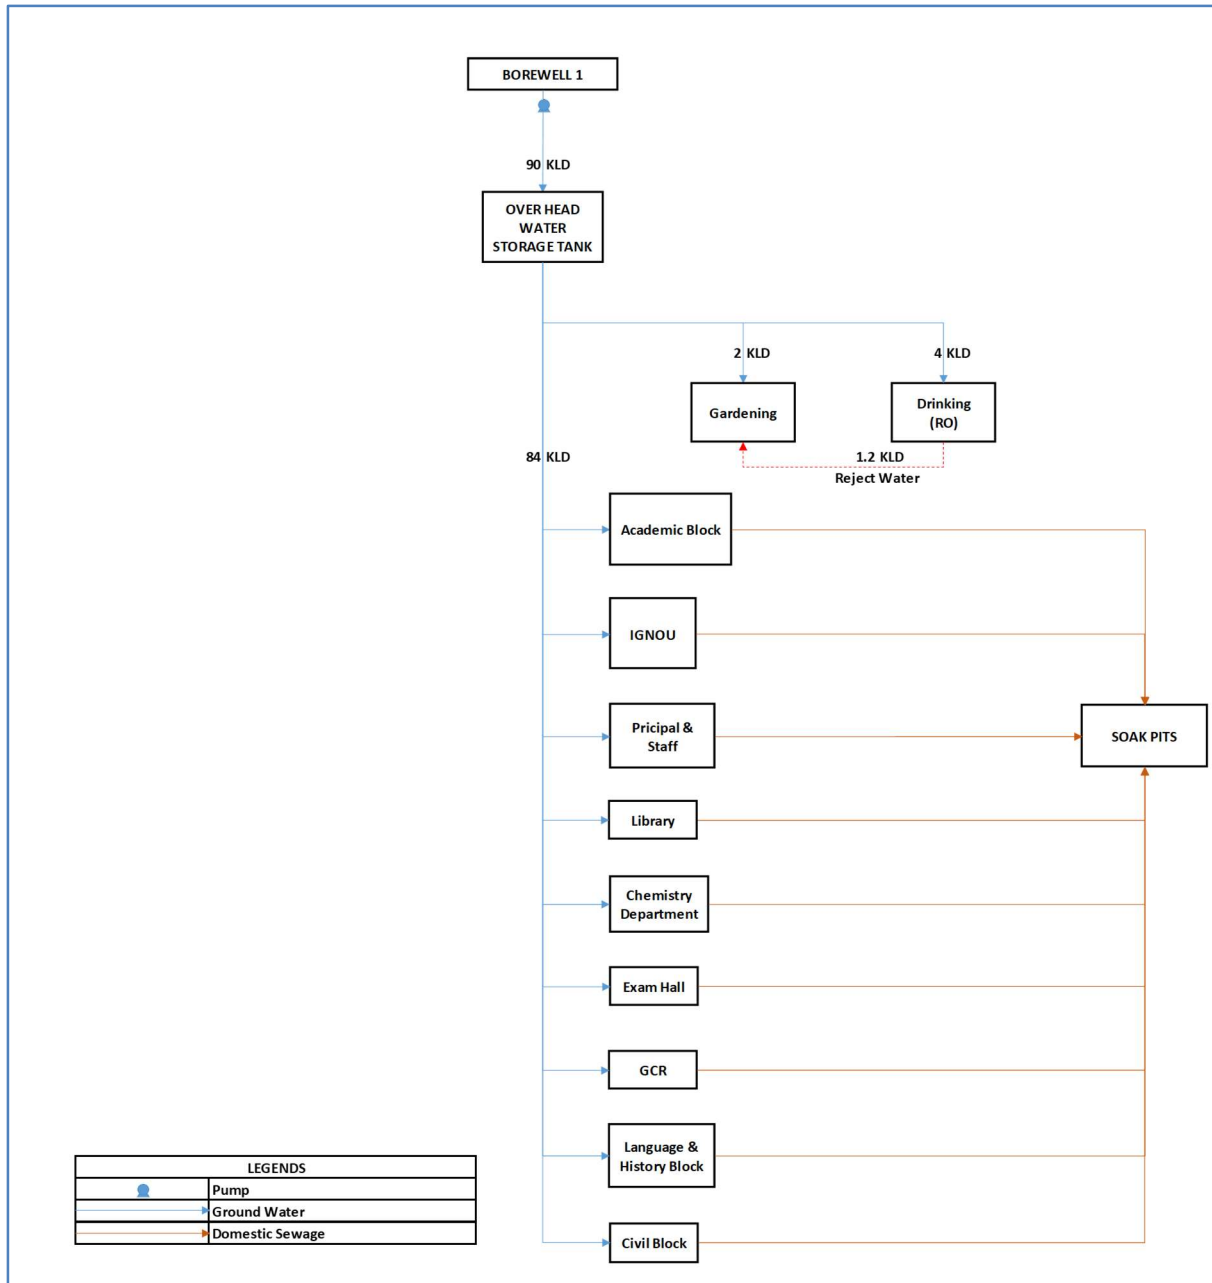 BOREWELL 1
90 KLD
OVER HEAD
WATER
STORAGE TANK
2 KLD
4 KLD
Gardening
Drinking
(RO)
84 KLD
1.2 KLD
Reject Water
Academic Block
IGNOU
Pricipal &
Staff
SOAK PITS
Library
Chemistry
Department
Exam Hall
GCR
Language &
History Block
Civil Block
LEGENDS
Pump
Ground Water
Domestic Sewage